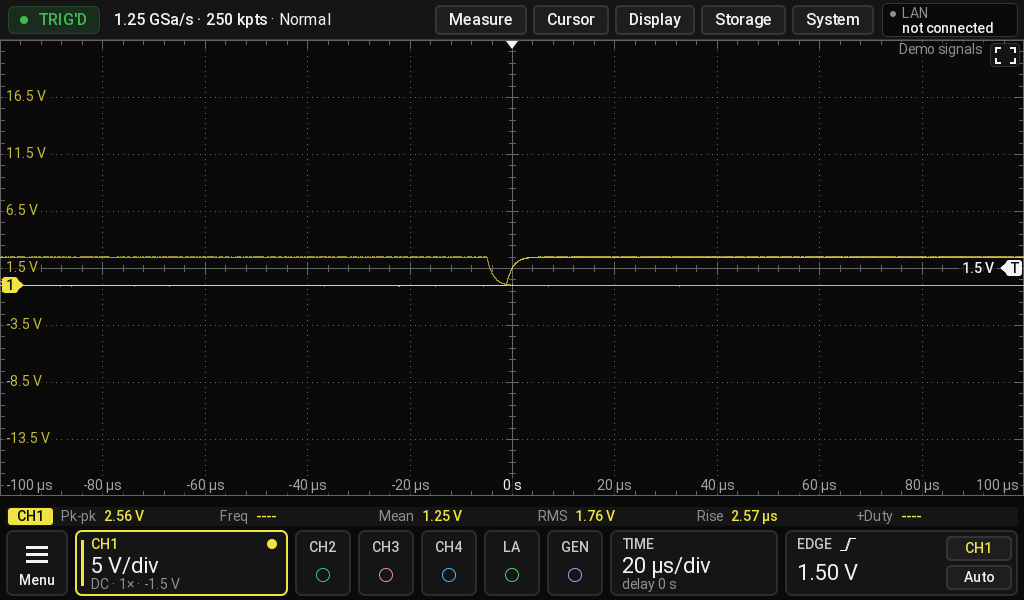 TRIG'D
1.25 GSa/s · 250 kpts · Normal
Measure
Cursor
Display
Storage
System
LAN
not connected
Demo signals
16.5 V
11.5 V
6.5 V
1.5 V
1.5 V
T
1
-3.5 V
-8.5 V
-13.5 V
-100 µs
-80 µs
-60 µs
-40 µs
-20 µs
0 s
20 µs
40 µs
60 µs
80 µs
100 µs
CH1 Pk-pk 2.56 V Freq ---- Mean 1.25 V RMS 1.76 V Rise 2.57 µs +Duty ----
Menu
CH1
5 V/div
DC · 1× · -1.5 V
CH2
CH3
CH4
LA
GEN
TIME
20 µs/div
delay 0 s
EDGE
1.50 V
CH1
Auto